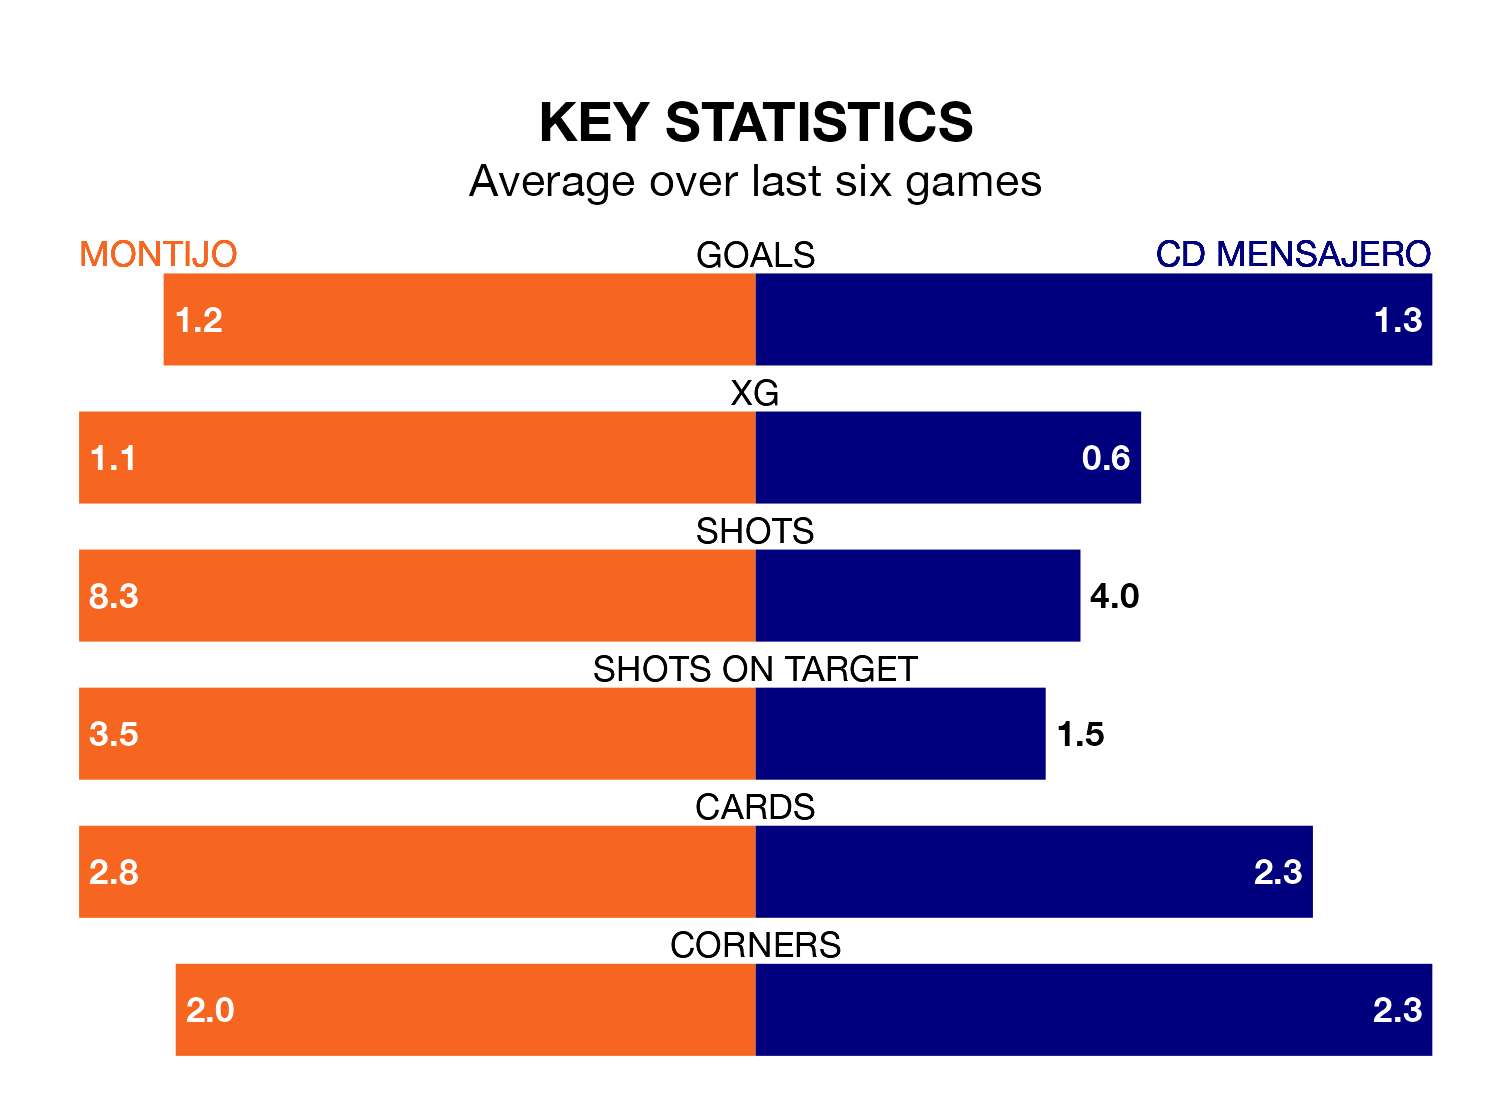 KEY STATISTICS
Average over last six games
MONTIJO GOALS CD MENSAJERO
1.2 1.3
XG
1.1 0.6
SHOTS
8.3 4.0
SHOTS ON TARGET
3.5 1.5
CARDS
2.8 2.3
CORNERS
2.0 2.3